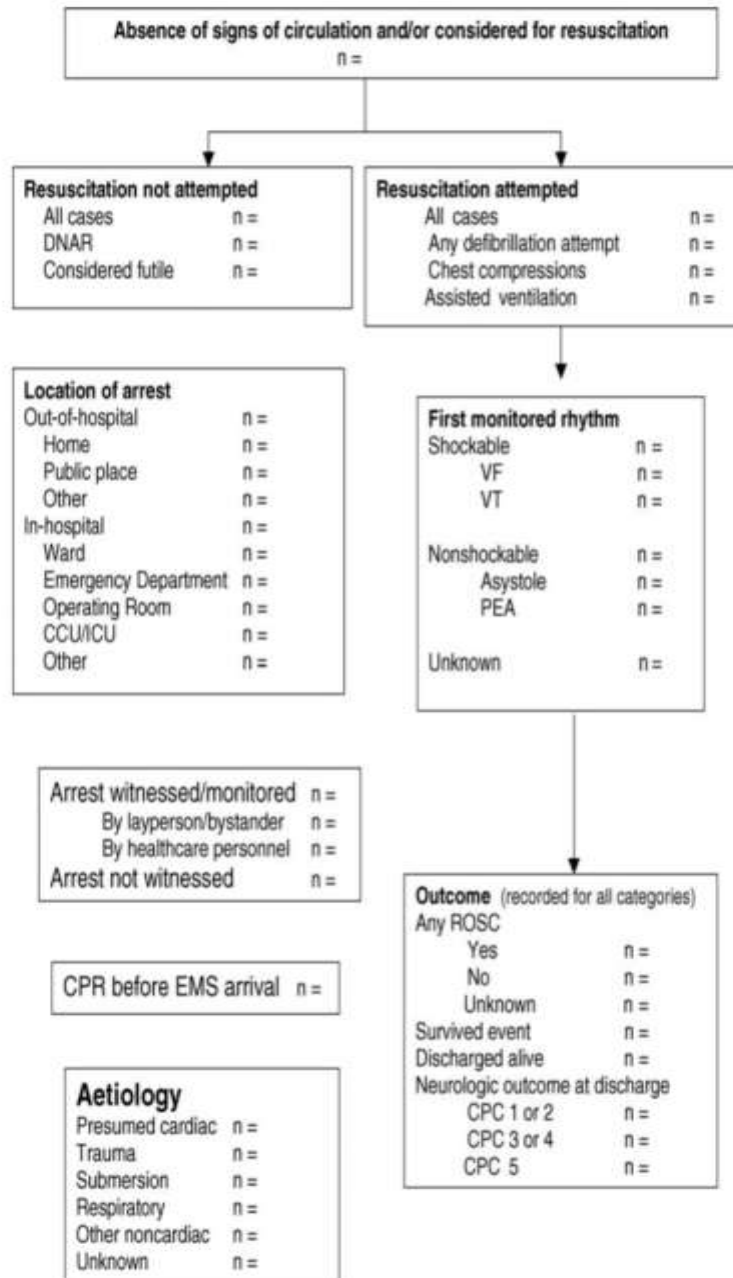 Absence of signs of circulation and/or considered for resuscitation
n =
Resuscitation not attempted
All cases n =
DNAR n =
Considered futile n =
Resuscitation attempted
All cases n =
Any defibrillation attempt n =
Chest compressions n =
Assisted ventilation n =
Location of arrest
Out-of-hospital n =
Home n =
Public place n =
Other n =
In-hospital n =
Ward n =
Emergency Department n =
Operating Room n =
CCU/ICU n =
Other n =
First monitored rhythm
Shockable n =
VF n =
VT n =
Nonshockable n =
Asystole n =
PEA n =
Unknown n =
Arrest witnessed/monitored n =
By layperson/bystander n =
By healthcare personnel n =
Arrest not witnessed n =
CPR before EMS arrival n =
Aetiology
Presumed cardiac n =
Trauma n =
Submersion n =
Respiratory n =
Other noncardiac n =
Unknown n =
Outcome (recorded for all categories)
Any ROSC
Yes n =
No n =
Unknown n =
Survived event n =
Discharged alive n =
Neurologic outcome at discharge
CPC 1 or 2 n =
CPC 3 or 4 n =
CPC 5 n =